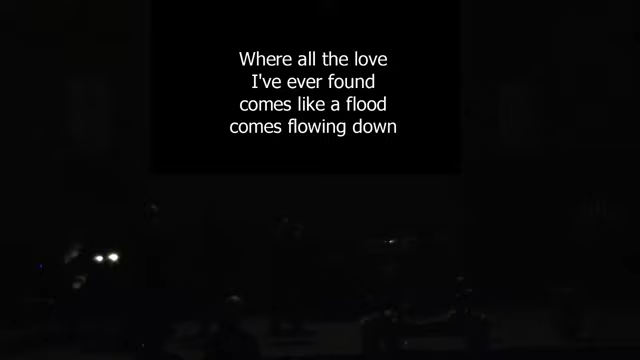 Where all the love
I've ever found
comes like a flood
comes flowing down